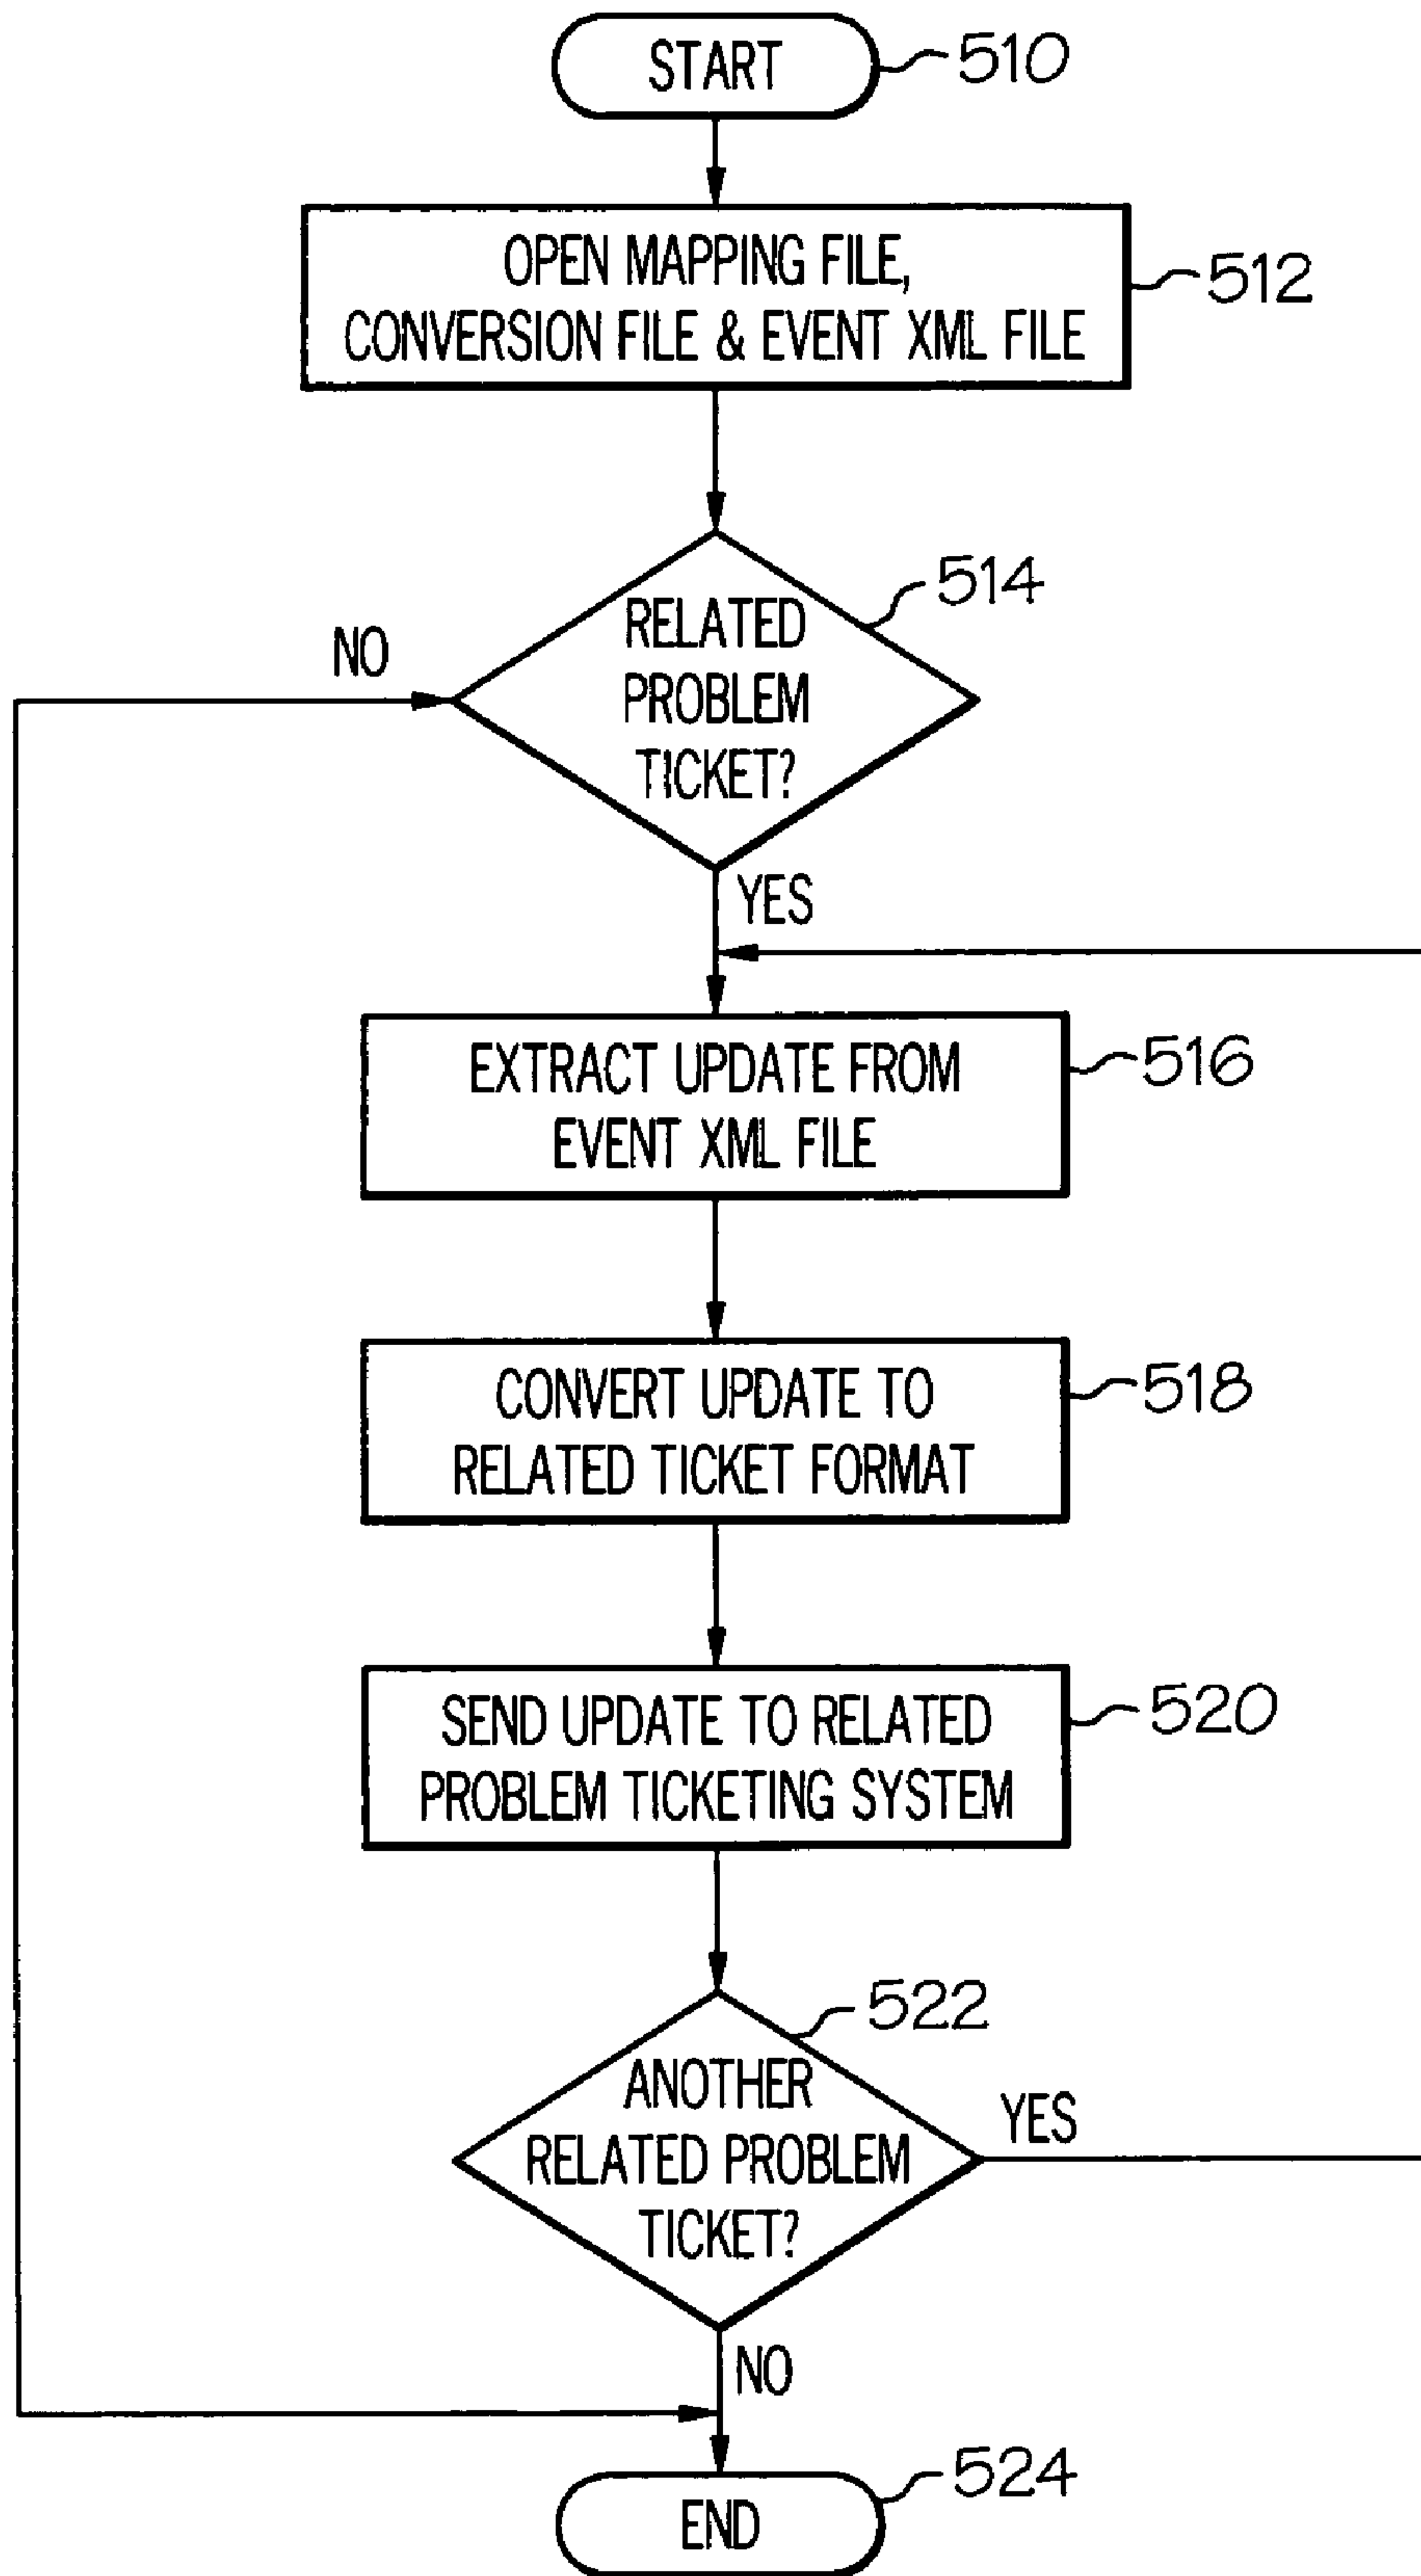 START
510
OPEN MAPPING FILE,
CONVERSION FILE & EVENT XML FILE
512
RELATED
PROBLEM
TICKET?
514
NO
YES
EXTRACT UPDATE FROM
EVENT XML FILE
516
CONVERT UPDATE TO
RELATED TICKET FORMAT
518
SEND UPDATE TO RELATED
PROBLEM TICKETING SYSTEM
520
ANOTHER
RELATED PROBLEM
TICKET?
522
YES
NO
END
524